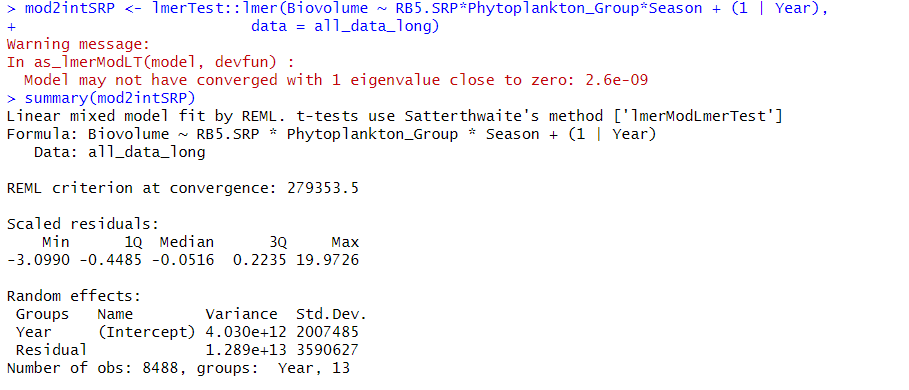 > mod2intSRP <- lmerTest::lmer(Biovolume ~ RB5.SRP*Phytoplankton_Group*Season + (1 | Year),
+                           data = all_data_long)
Warning message:
In as_lmerModLT(model, devfun) :
  Model may not have converged with 1 eigenvalue close to zero: 2.6e-09
> summary(mod2intSRP)
Linear mixed model fit by REML. t-tests use Satterthwaite's method ['lmerModLmerTest']
Formula: Biovolume ~ RB5.SRP * Phytoplankton_Group * Season + (1 | Year)
   Data: all_data_long

REML criterion at convergence: 279353.5

Scaled residuals:
    Min      1Q  Median      3Q     Max
-3.0990 -0.4485 -0.0516  0.2235 19.9726

Random effects:
 Groups   Name        Variance  Std.Dev.
 Year     (Intercept) 4.030e+12 2007485
 Residual             1.289e+13 3590627
Number of obs: 8488, groups:  Year, 13